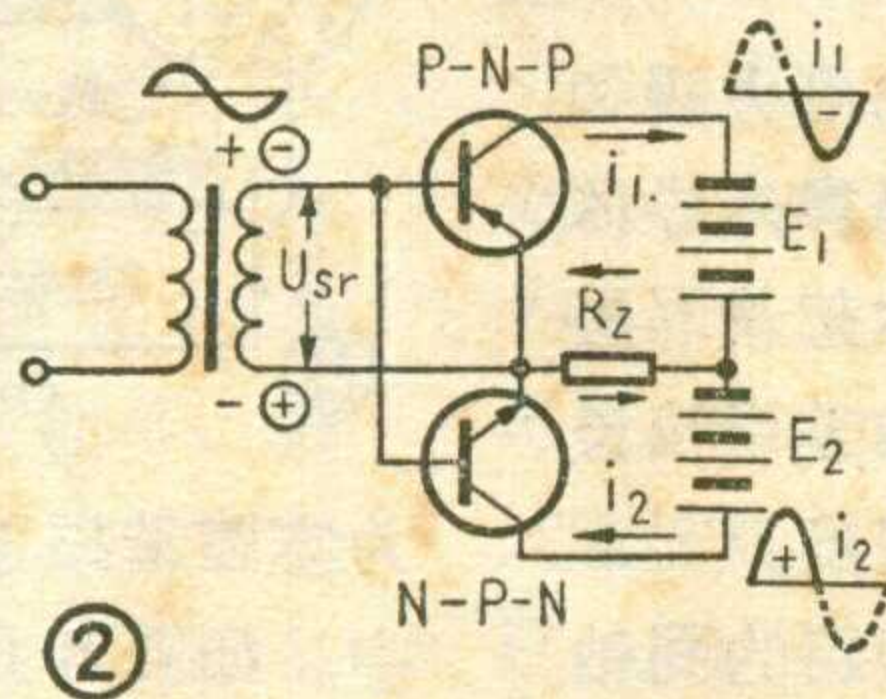 P-N-P
i₁
-
+ ⊖
i₁.
E₁
Usr
RZ
- ⊕
E₂
i₂
+ i₂
N-P-N
②